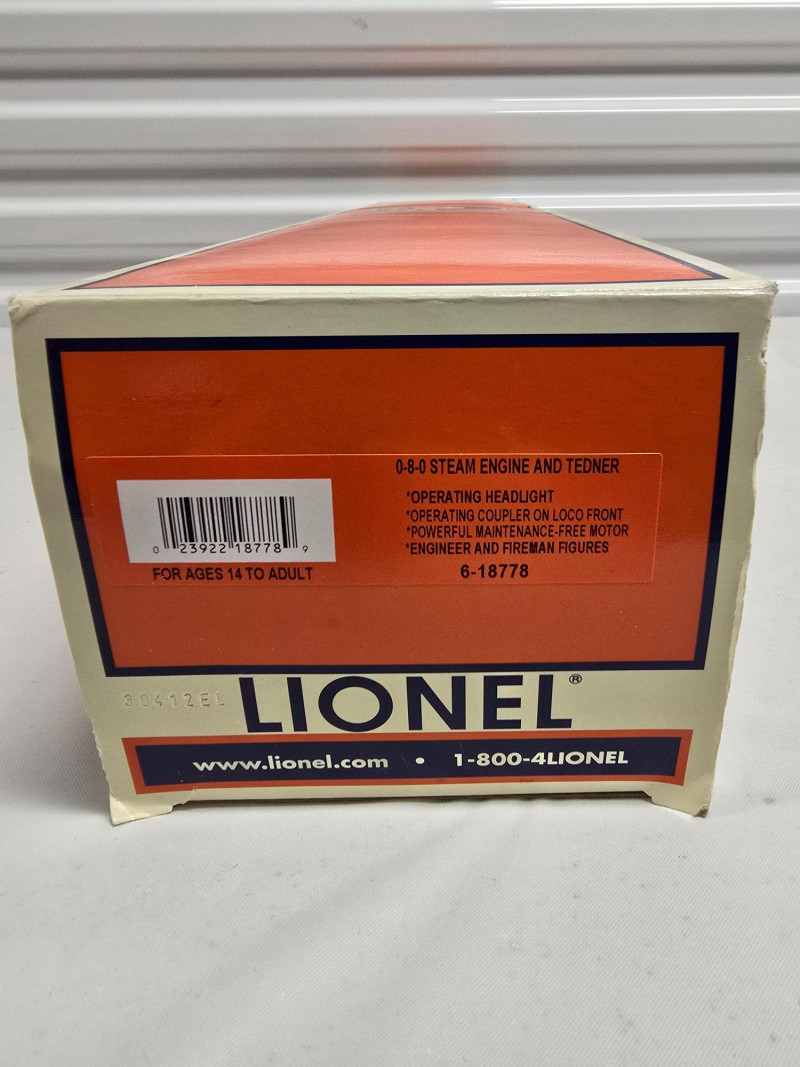 0-8-0 STEAM ENGINE AND TEDNER
*OPERATING HEADLIGHT
*OPERATING COUPLER ON LOCO FRONT
*POWERFUL MAINTENANCE-FREE MOTOR
*ENGINEER AND FIREMAN FIGURES
6-18778
0 23922 18778 9
FOR AGES 14 TO ADULT
30412EL
LIONEL®
www.lionel.com • 1-800-4LIONEL